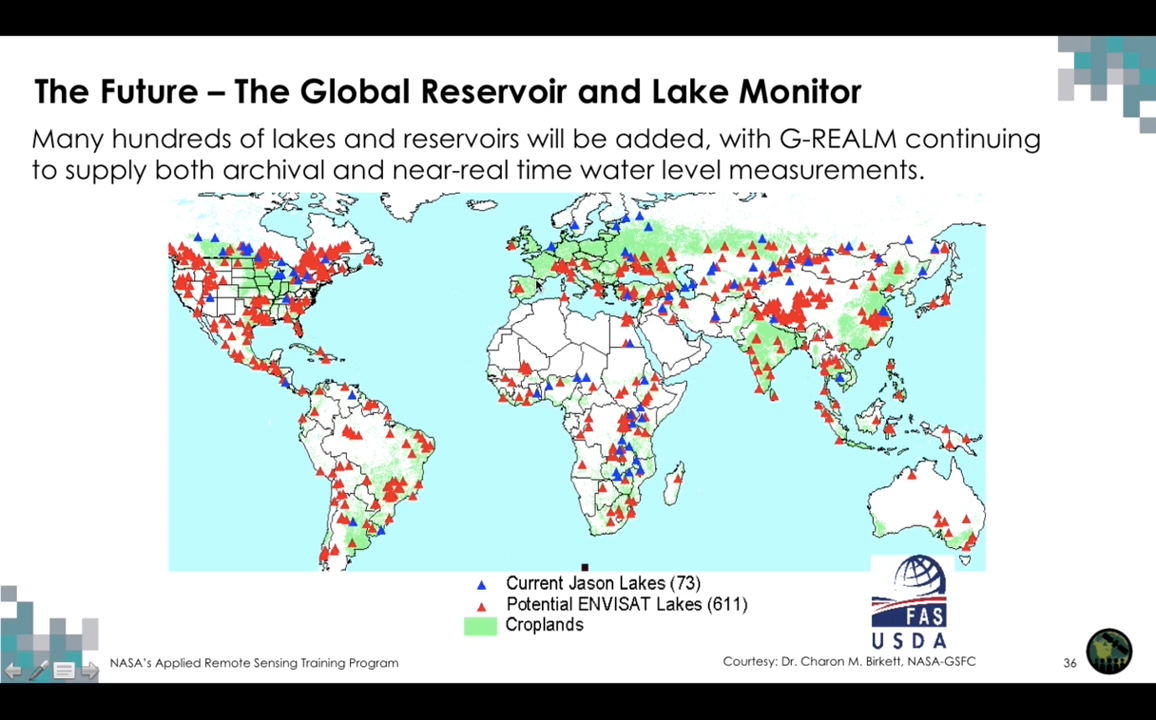 The Future – The Global Reservoir and Lake Monitor
Many hundreds of lakes and reservoirs will be added, with G-REALM continuing
to supply both archival and near-real time water level measurements.
Current Jason Lakes (73)
Potential ENVISAT Lakes (611)
Croplands
FAS
USDA
NASA's Applied Remote Sensing Training Program
Courtesy: Dr. Charon M. Birkett, NASA-GSFC
36